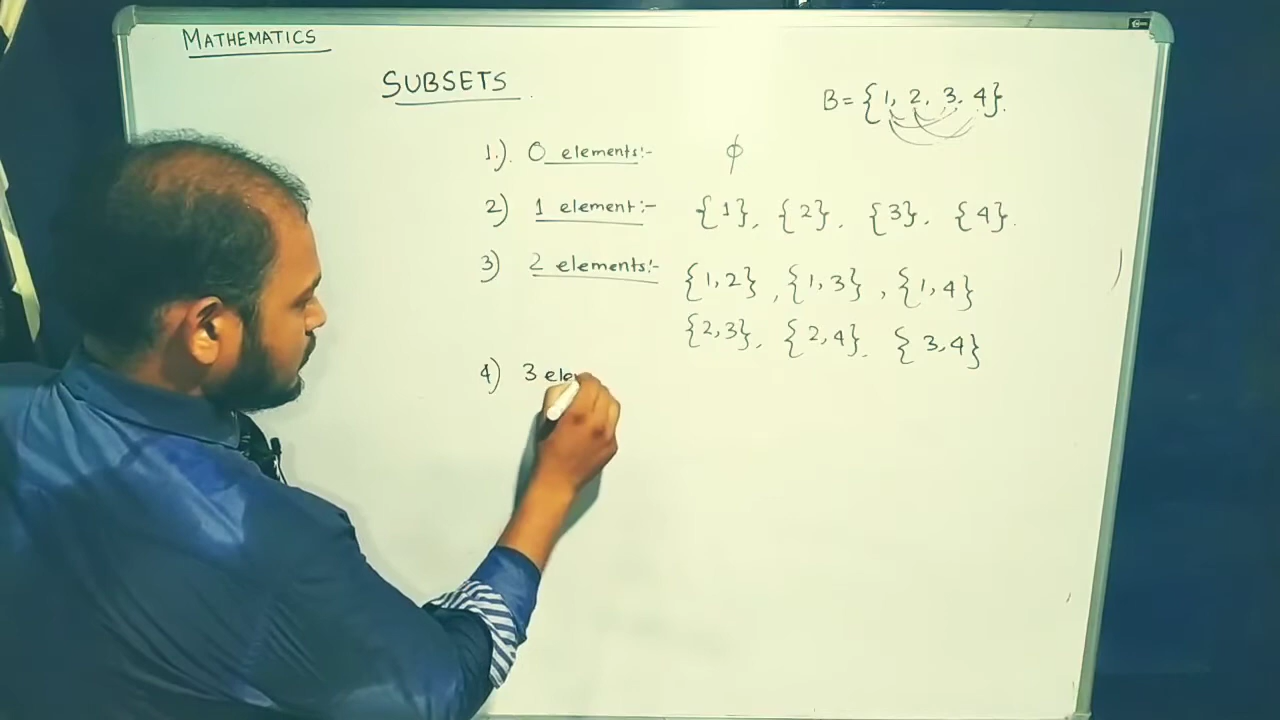 MATHEMATICS
SUBSETS
B = {1, 2, 3, 4}.
1.). 0 elements:- ϕ
2) 1 element:- {1}, {2}, {3}, {4}.
3) 2 elements:- {1,2}, {1,3}, {1,4}
{2,3}, {2,4}, {3,4}
4) 3 ele